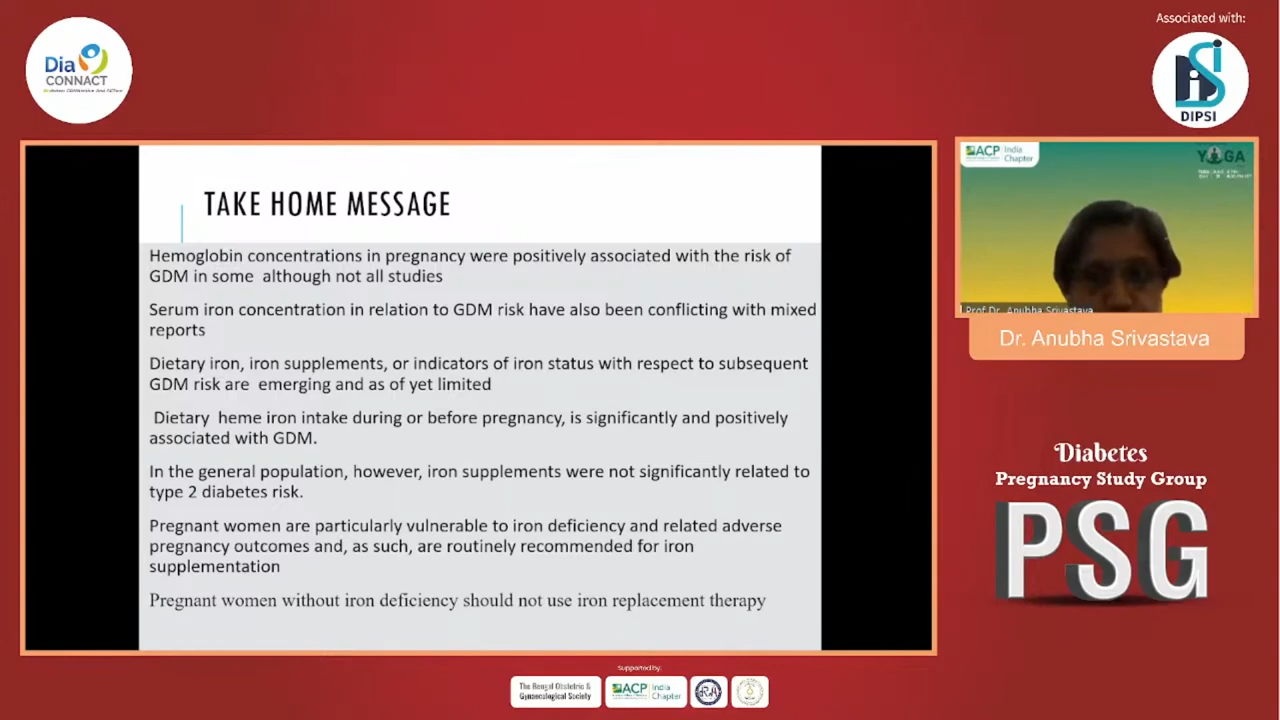 Associated with:
Dia
CONNACT
DiSi
DIPSI
ACP India
Chapter
YOGA
TAKE HOME MESSAGE
Hemoglobin concentrations in pregnancy were positively associated with the risk of
GDM in some although not all studies
Serum iron concentration in relation to GDM risk have also been conflicting with mixed
reports
Dietary iron, iron supplements, or indicators of iron status with respect to subsequent
GDM risk are emerging and as of yet limited
Dietary heme iron intake during or before pregnancy, is significantly and positively
associated with GDM.
In the general population, however, iron supplements were not significantly related to
type 2 diabetes risk.
Pregnant women are particularly vulnerable to iron deficiency and related adverse
pregnancy outcomes and, as such, are routinely recommended for iron
supplementation
Pregnant women without iron deficiency should not use iron replacement therapy
Prof Dr. Anubha Srivastava
Dr. Anubha Srivastava
Diabetes
Pregnancy Study Group
PSG
Supported by:
The Bengal Obstetric &
Gynaecological Society
ACP India
Chapter